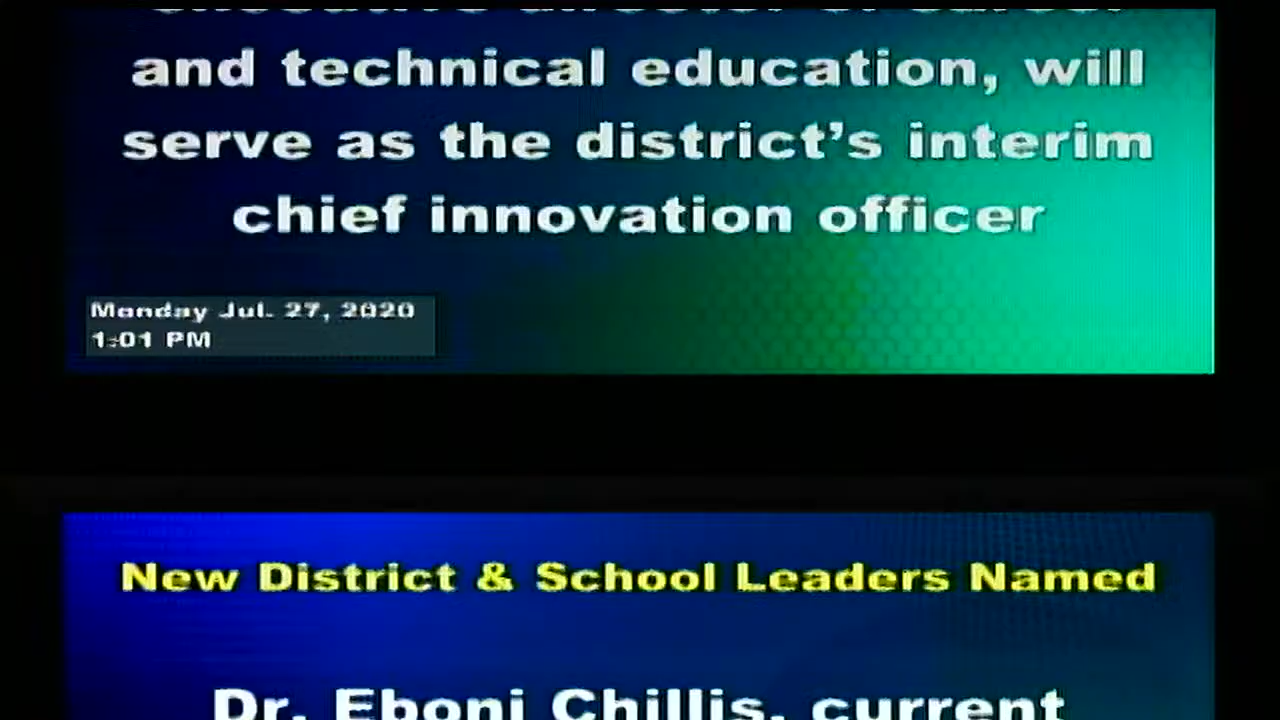 and technical education, will
serve as the district's interim
chief innovation officer
Monday Jul. 27, 2020
1:01 PM
New District & School Leaders Named
Dr. Eboni Chillis, current